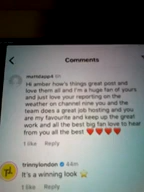 Comments
Hi amber how's things great post and
love them all and I'm a huge fan of yours
and just love your reporting on the
weather on channel nine you and the
team does a great job hosting and you
are my favourite and keep up the great
work and all the best big fan love to hear
from you all the best ❤️❤️❤️❤️
1 like Reply
trinnylondon 44m
It's a winning look ⭐
1 like Reply